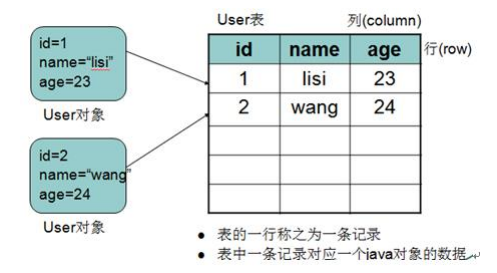 User表
列(column)
id=1
name="lisi"
age=23
User对象
id name age
行(row)
1 lisi 23
2 wang 24
id=2
name="wang"
age=24
User对象
● 表的一行称之为一条记录
● 表中一条记录对应一个java对象的数据